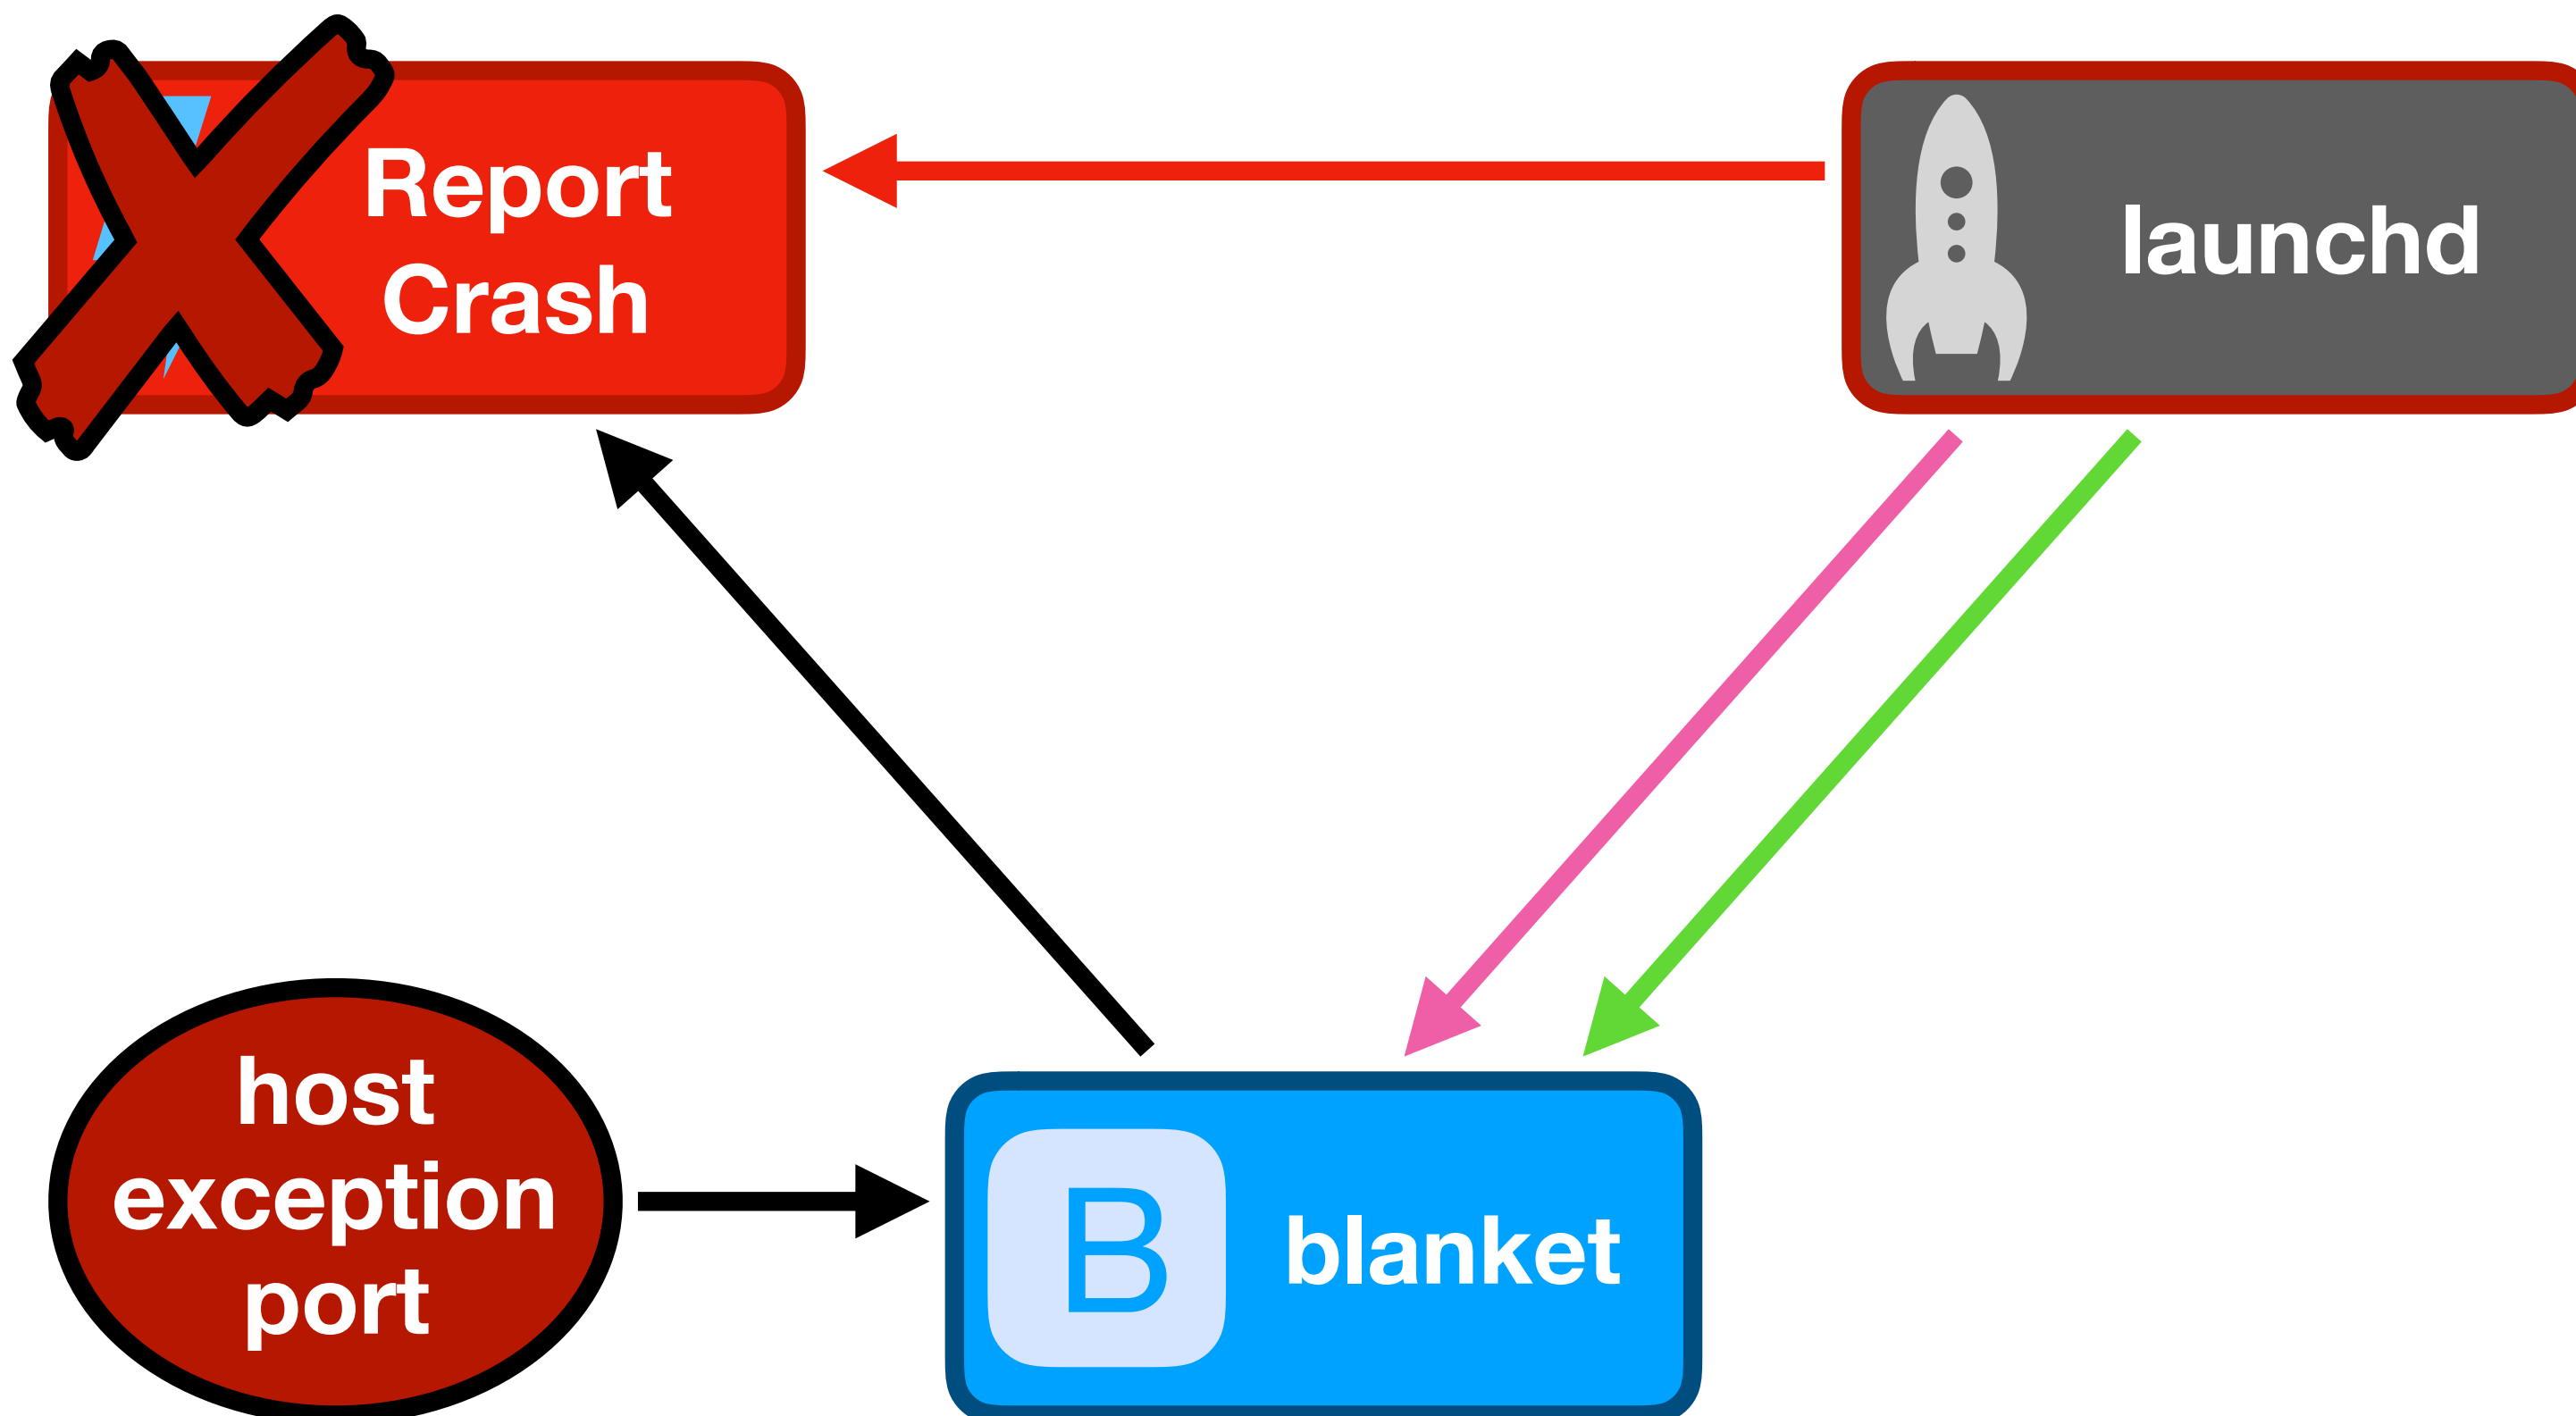 Report
Crash
launchd
host
exception
port
B
blanket